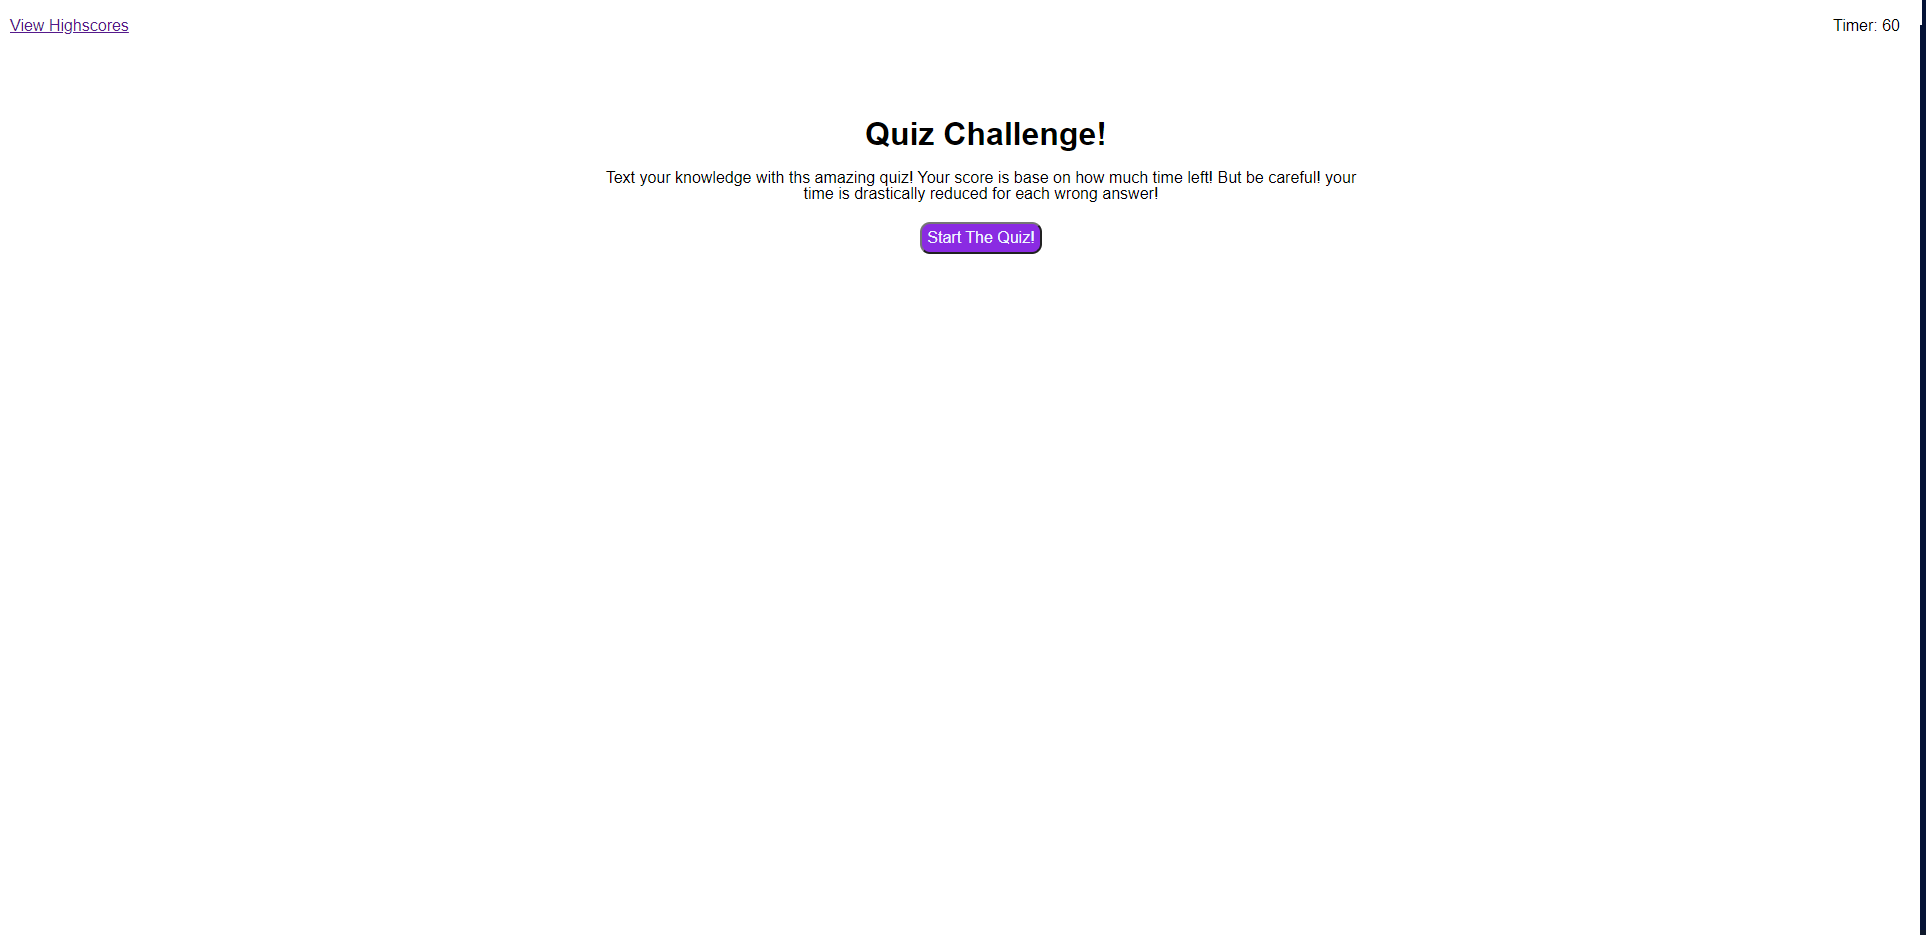 View Highscores
Timer: 60
Quiz Challenge!
Text your knowledge with ths amazing quiz! Your score is base on how much time left! But be careful! your
time is drastically reduced for each wrong answer!
Start The Quiz!